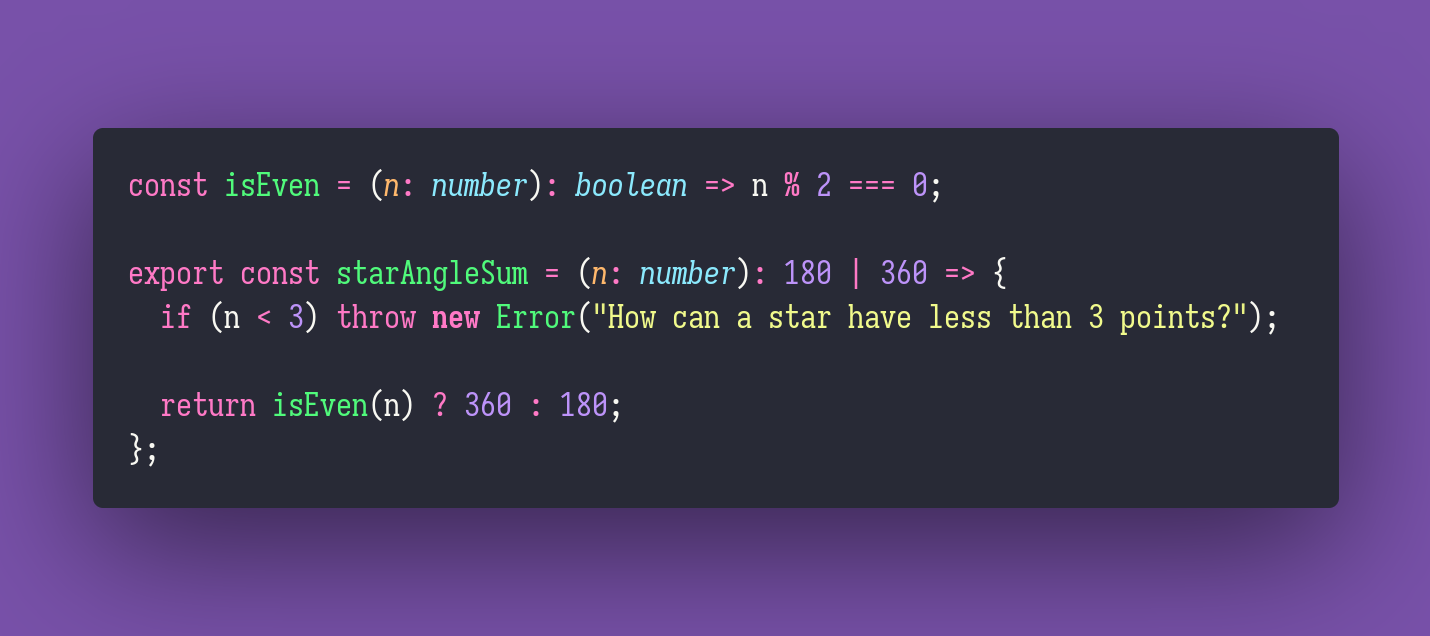 const isEven = (n: number): boolean => n % 2 === 0;
export const starAngleSum = (n: number): 180 | 360 => {
  if (n < 3) throw new Error("How can a star have less than 3 points?");
  return isEven(n) ? 360 : 180;
};